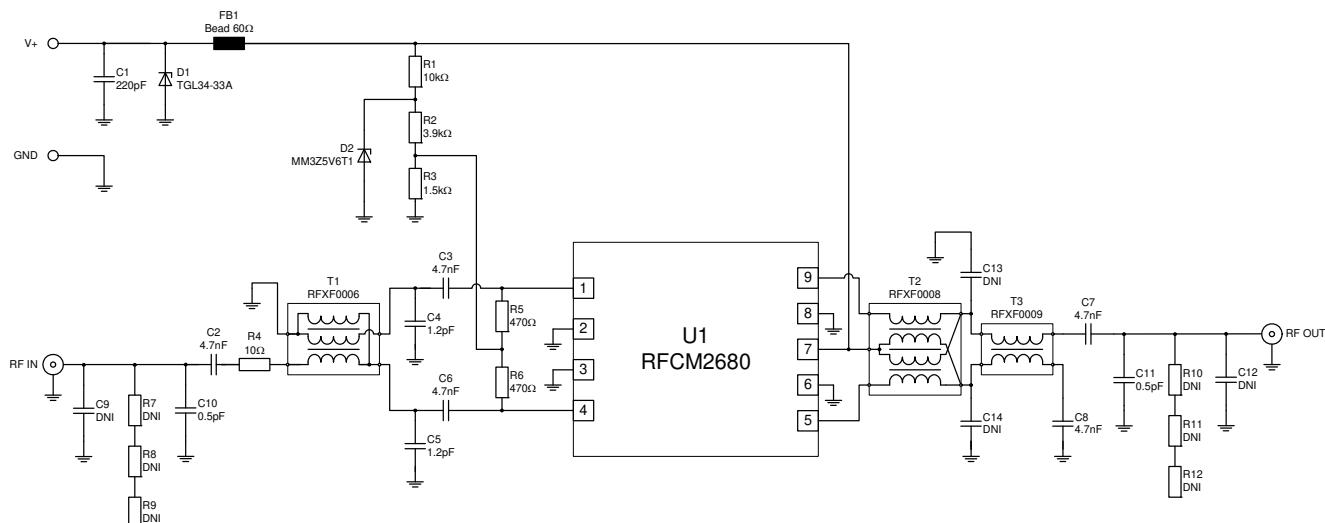 FB1
Bead 60Ω
V+
C1
220pF
D1
TGL34-33A
R1
10kΩ
R2
3.9kΩ
D2
MM3Z5V6T1
R3
1.5kΩ
GND
T1
RFXF0006
C3
4.7nF
C4
1.2pF
R5
470Ω
R6
470Ω
C6
4.7nF
C5
1.2pF
C2
4.7nF
R4
10Ω
RF IN
C9
DNI
R7
DNI
R8
DNI
R9
DNI
C10
0.5pF
1
2
3
4
U1
RFCM2680
9
8
7
6
5
T2
RFXF0008
C13
DNI
T3
RFXF0009
C7
4.7nF
C14
DNI
C8
4.7nF
C11
0.5pF
R10
DNI
R11
DNI
R12
DNI
C12
DNI
RF OUT